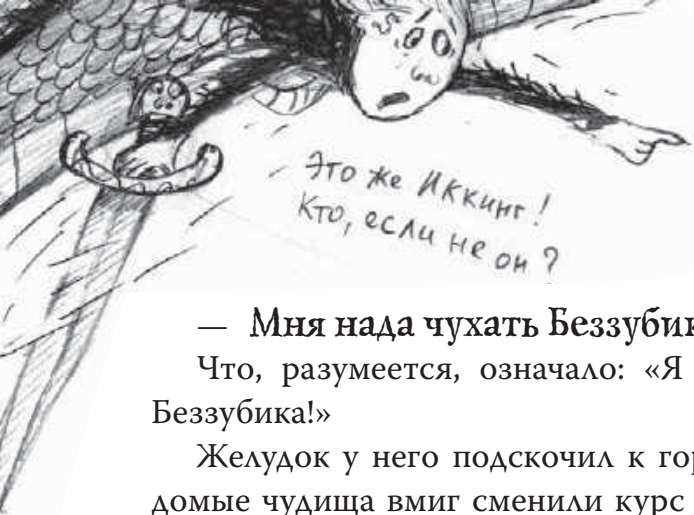 Это же Иккинг!
Кто, если не он?
— Мня нада чухать Беззубик
Что, разумеется, означало: «Я
Беззубика!»
Желудок у него подскочил к гор
домые чудища вмиг сменили курс